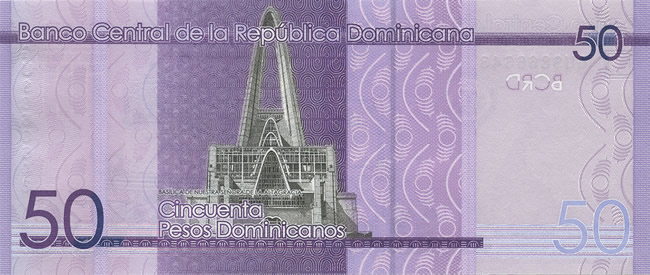 Banco Central de la República Dominicana
50
BCRD
BASÍLICA DE NUESTRA SEÑORA DE LA ALTAGRACIA
50
Cincuenta
Pesos Dominicanos
50